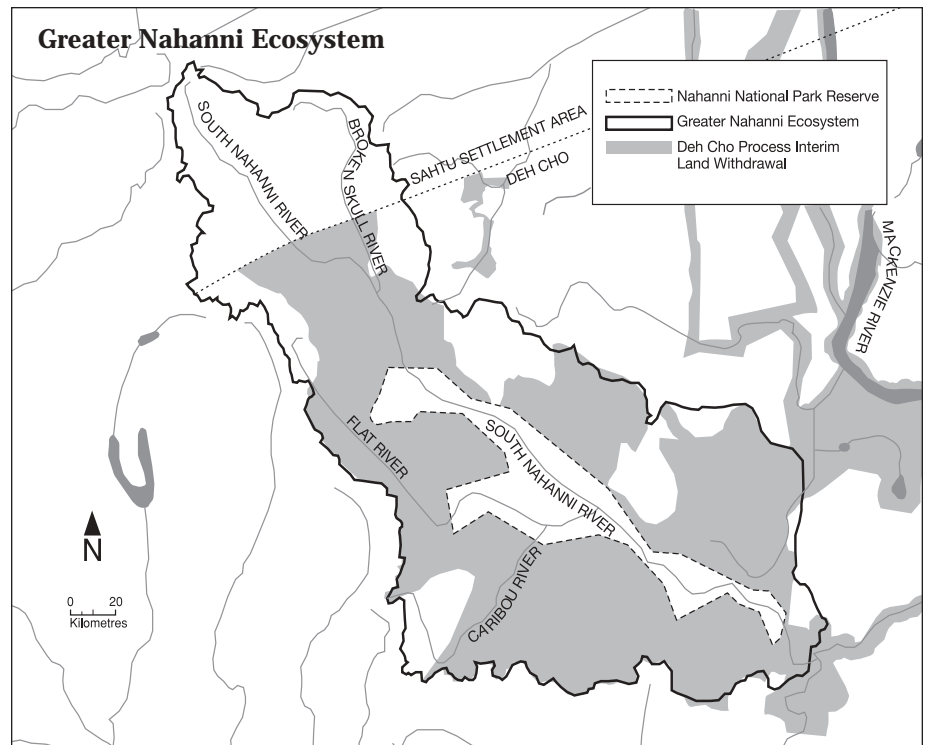 Greater Nahanni Ecosystem
Nahanni National Park Reserve
Greater Nahanni Ecosystem
Deh Cho Process Interim
Land Withdrawal
SOUTH NAHANNI RIVER
BROKEN SKULL RIVER
SAHTU SETTLEMENT AREA
DEH CHO
MACKENZIE RIVER
FLAT RIVER
SOUTH NAHANNI RIVER
CARIBOU RIVER
N
0 20
Kilometres